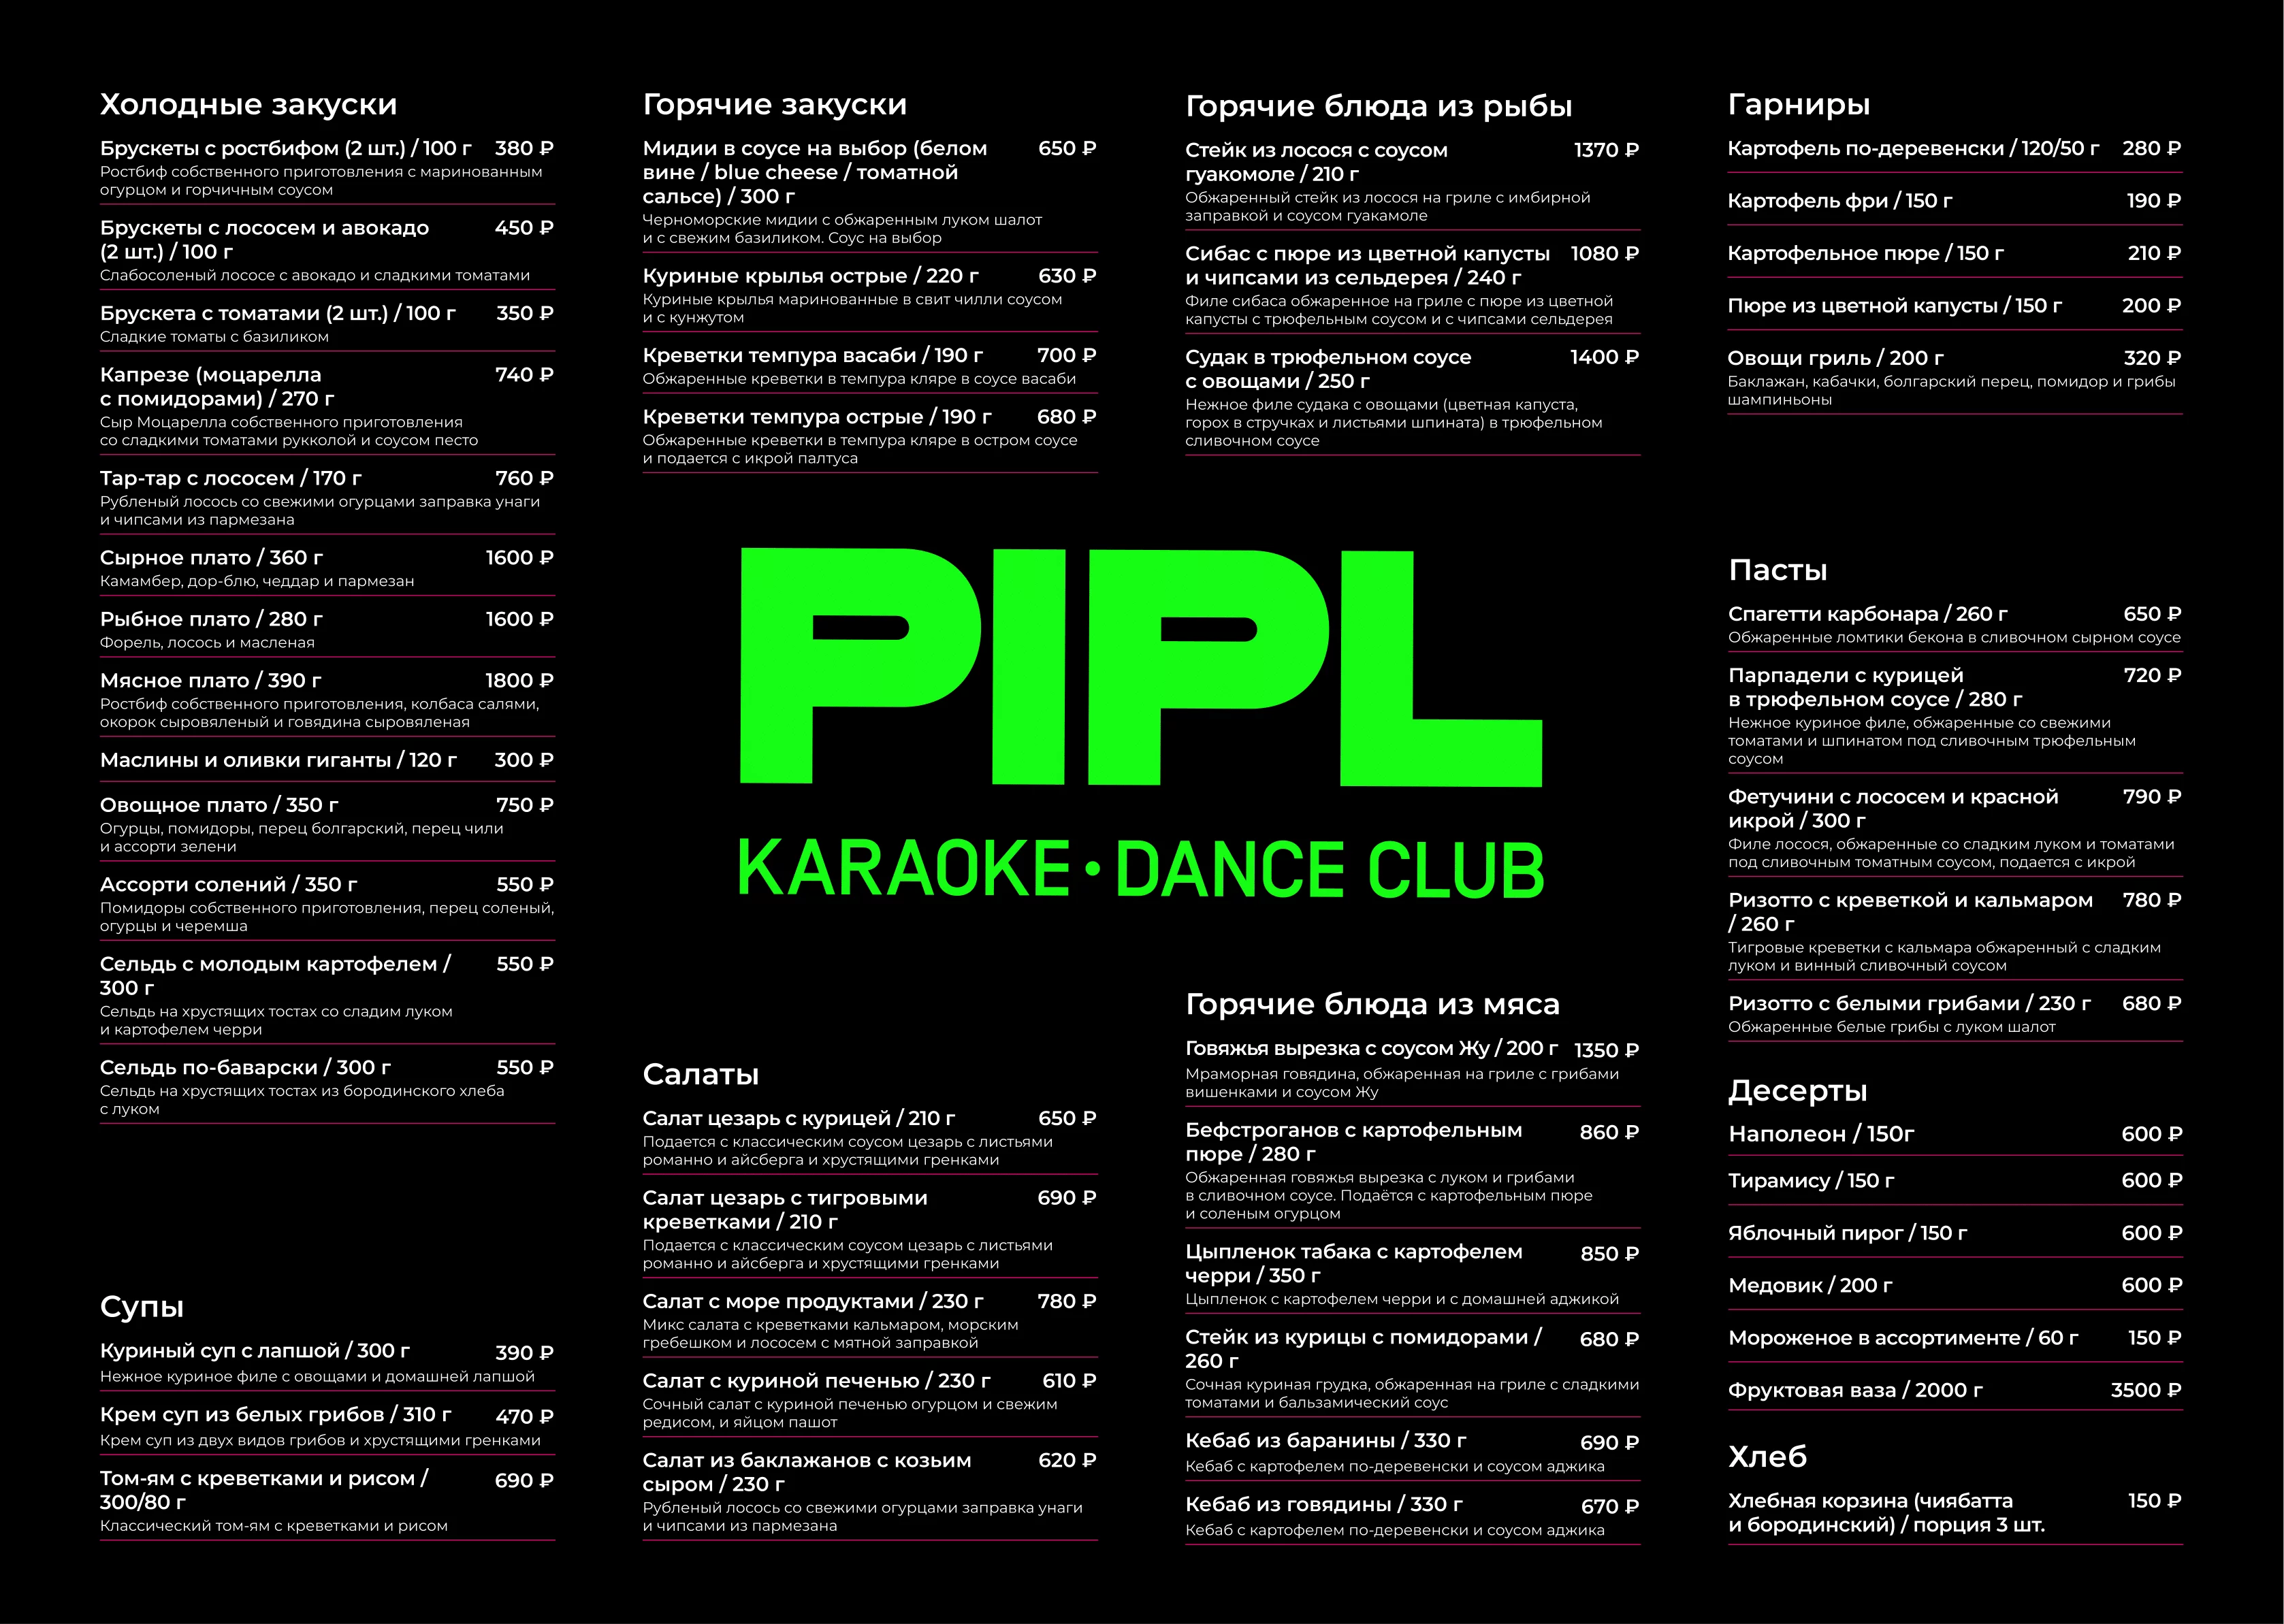 Холодные закуски
Брускеты с ростбифом (2 шт.) / 100 г 380 ₽
Ростбиф собственного приготовления с маринованным
огурцом и горчичным соусом
Брускеты с лососем и авокадо 450 ₽
(2 шт.) / 100 г
Слабосоленый лососе с авокадо и сладкими томатами
Брускета с томатами (2 шт.) / 100 г 350 ₽
Сладкие томаты с базиликом
Капрезе (моцарелла 740 ₽
с помидорами) / 270 г
Сыр Моцарелла собственного приготовления
со сладкими томатами рукколой и соусом песто
Тар-тар с лососем / 170 г 760 ₽
Рубленый лосось со свежими огурцами заправка унаги
и чипсами из пармезана
Сырное плато / 360 г 1600 ₽
Камамбер, дор-блю, чеддар и пармезан
Рыбное плато / 280 г 1600 ₽
Форель, лосось и масленая
Мясное плато / 390 г 1800 ₽
Ростбиф собственного приготовления, колбаса салями,
окорок сыровяленый и говядина сыровяленая
Маслины и оливки гиганты / 120 г 300 ₽
Овощное плато / 350 г 750 ₽
Огурцы, помидоры, перец болгарский, перец чили
и ассорти зелени
Ассорти солений / 350 г 550 ₽
Помидоры собственного приготовления, перец соленый,
огурцы и черемша
Сельдь с молодым картофелем / 550 ₽
300 г
Сельдь на хрустящих тостах со сладим луком
и картофелем черри
Сельдь по-баварски / 300 г 550 ₽
Сельдь на хрустящих тостах из бородинского хлеба
с луком
Супы
Куриный суп с лапшой / 300 г 390 ₽
Нежное куриное филе с овощами и домашней лапшой
Крем суп из белых грибов / 310 г 470 ₽
Крем суп из двух видов грибов и хрустящими гренками
Том-ям с креветками и рисом / 690 ₽
300/80 г
Классический том-ям с креветками и рисом
Горячие закуски
Мидии в соусе на выбор (белом 650 ₽
вине / blue cheese / томатной
сальсе) / 300 г
Черноморские мидии с обжаренным луком шалот
и с свежим базиликом. Соус на выбор
Куриные крылья острые / 220 г 630 ₽
Куриные крылья маринованные в свит чилли соусом
и с кунжутом
Креветки темпура васаби / 190 г 700 ₽
Обжаренные креветки в темпура кляре в соусе васаби
Креветки темпура острые / 190 г 680 ₽
Обжаренные креветки в темпура кляре в остром соусе
и подается с икрой палтуса
PIPL
KARAOKE • DANCE CLUB
Салаты
Салат цезарь с курицей / 210 г 650 ₽
Подается с классическим соусом цезарь с листьями
романно и айсберга и хрустящими гренками
Салат цезарь с тигровыми 690 ₽
креветками / 210 г
Подается с классическим соусом цезарь с листьями
романно и айсберга и хрустящими гренками
Салат с море продуктами / 230 г 780 ₽
Микс салата с креветками кальмаром, морским
гребешком и лососем с мятной заправкой
Салат с куриной печенью / 230 г 610 ₽
Сочный салат с куриной печенью огурцом и свежим
редисом, и яйцом пашот
Салат из баклажанов с козьим 620 ₽
сыром / 230 г
Рубленый лосось со свежими огурцами заправка унаги
и чипсами из пармезана
Горячие блюда из рыбы
Стейк из лосося с соусом 1370 ₽
гуакомоле / 210 г
Обжаренный стейк из лосося на гриле с имбирной
заправкой и соусом гуакамоле
Сибас с пюре из цветной капусты 1080 ₽
и чипсами из сельдерея / 240 г
Филе сибаса обжаренное на гриле с пюре из цветной
капусты с трюфельным соусом и с чипсами сельдерея
Судак в трюфельном соусе 1400 ₽
с овощами / 250 г
Нежное филе судака с овощами (цветная капуста,
горох в стручках и листьями шпината) в трюфельном
сливочном соусе
Горячие блюда из мяса
Говяжья вырезка с соусом Жу / 200 г 1350 ₽
Мраморная говядина, обжаренная на гриле с грибами
вишенками и соусом Жу
Бефстроганов с картофельным 860 ₽
пюре / 280 г
Обжаренная говяжья вырезка с луком и грибами
в сливочном соусе. Подаётся с картофельным пюре
и соленым огурцом
Цыпленок табака с картофелем 850 ₽
черри / 350 г
Цыпленок с картофелем черри и с домашней аджикой
Стейк из курицы с помидорами / 680 ₽
260 г
Сочная куриная грудка, обжаренная на гриле с сладкими
томатами и бальзамический соус
Кебаб из баранины / 330 г 690 ₽
Кебаб с картофелем по-деревенски и соусом аджика
Кебаб из говядины / 330 г 670 ₽
Кебаб с картофелем по-деревенски и соусом аджика
Гарниры
Картофель по-деревенски / 120/50 г 280 ₽
Картофель фри / 150 г 190 ₽
Картофельное пюре / 150 г 210 ₽
Пюре из цветной капусты / 150 г 200 ₽
Овощи гриль / 200 г 320 ₽
Баклажан, кабачки, болгарский перец, помидор и грибы
шампиньоны
Пасты
Спагетти карбонара / 260 г 650 ₽
Обжаренные ломтики бекона в сливочном сырном соусе
Парпадели с курицей 720 ₽
в трюфельном соусе / 280 г
Нежное куриное филе, обжаренные со свежими
томатами и шпинатом под сливочным трюфельным
соусом
Фетучини с лососем и красной 790 ₽
икрой / 300 г
Филе лосося, обжаренные со сладким луком и томатами
под сливочным томатным соусом, подается с икрой
Ризотто с креветкой и кальмаром 780 ₽
/ 260 г
Тигровые креветки с кальмара обжаренный с сладким
луком и винный сливочный соусом
Ризотто с белыми грибами / 230 г 680 ₽
Обжаренные белые грибы с луком шалот
Десерты
Наполеон / 150г 600 ₽
Тирамису / 150 г 600 ₽
Яблочный пирог / 150 г 600 ₽
Медовик / 200 г 600 ₽
Мороженое в ассортименте / 60 г 150 ₽
Фруктовая ваза / 2000 г 3500 ₽
Хлеб
Хлебная корзина (чиябатта 150 ₽
и бородинский) / порция 3 шт.